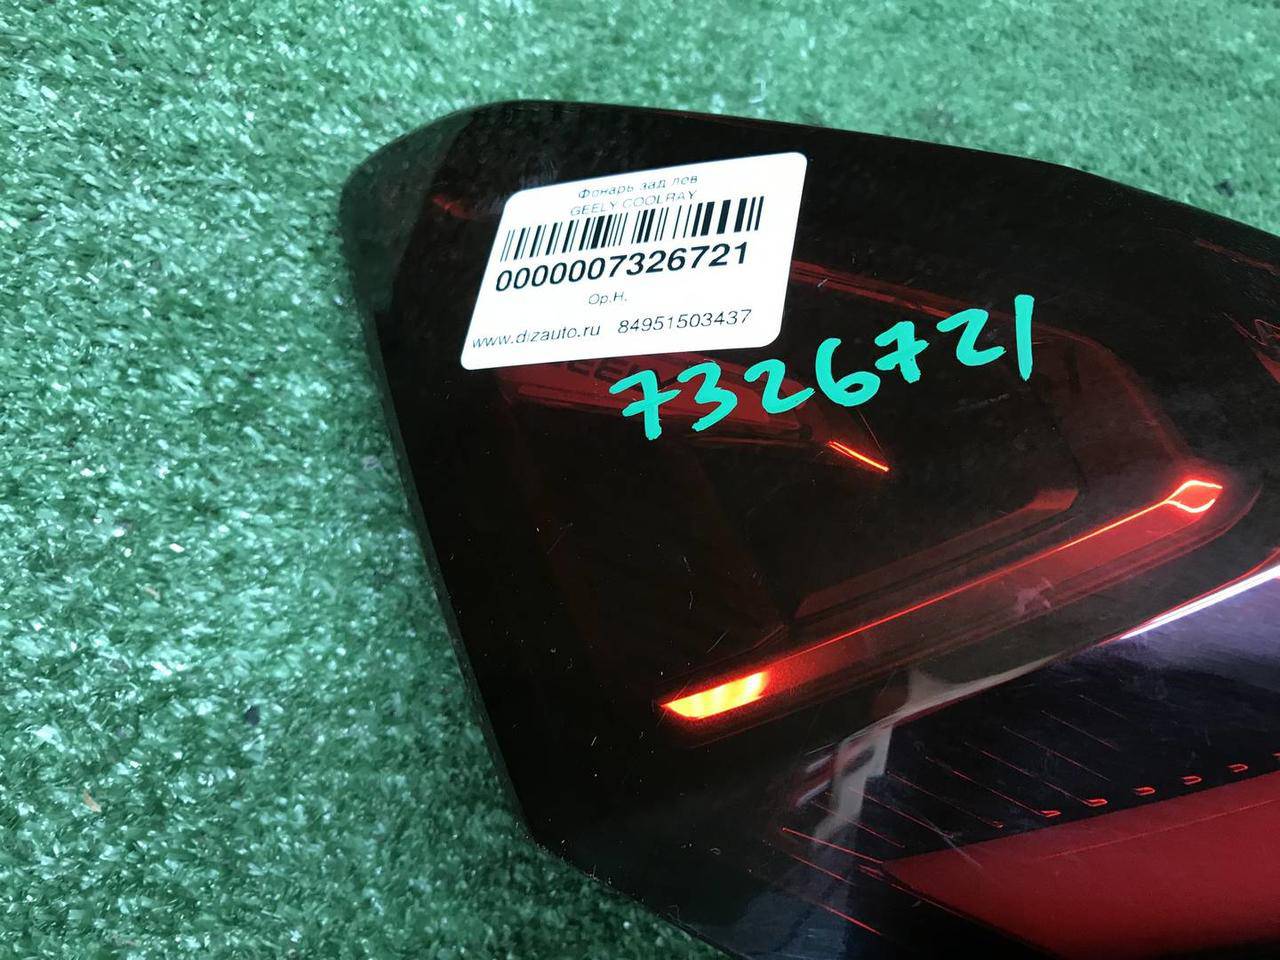 Фонарь зад лев
GEELY COOLRAY
0000007326721
Ор.Н.
www.dizauto.ru 84951503437
7326721